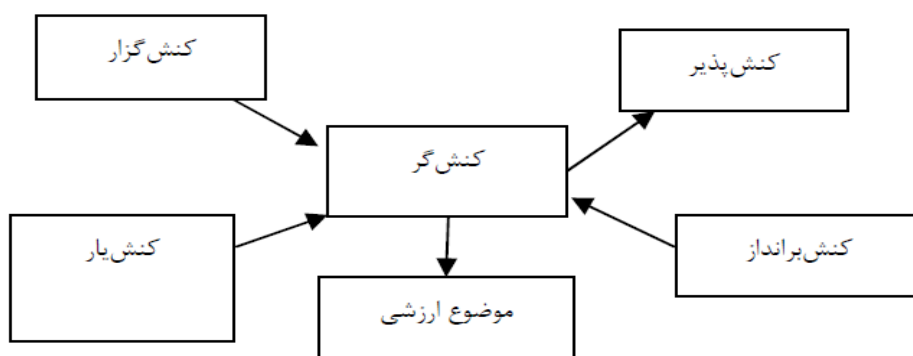 کنش‌گزار
کنش‌پذیر
کنش‌گر
کنش‌یار
کنش‌برانداز
موضوع ارزشی